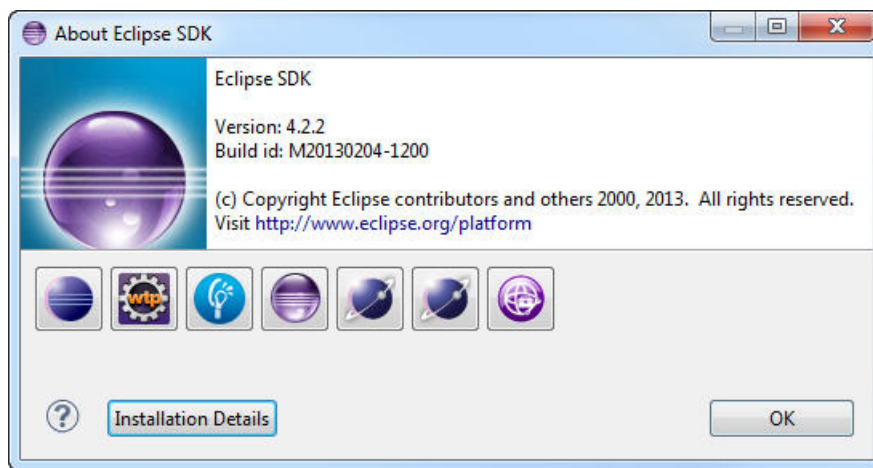 About Eclipse SDK
Eclipse SDK
Version: 4.2.2
Build id: M20130204-1200
(c) Copyright Eclipse contributors and others 2000, 2013.  All rights reserved.
Visit http://www.eclipse.org/platform
wtp
?
Installation Details
OK